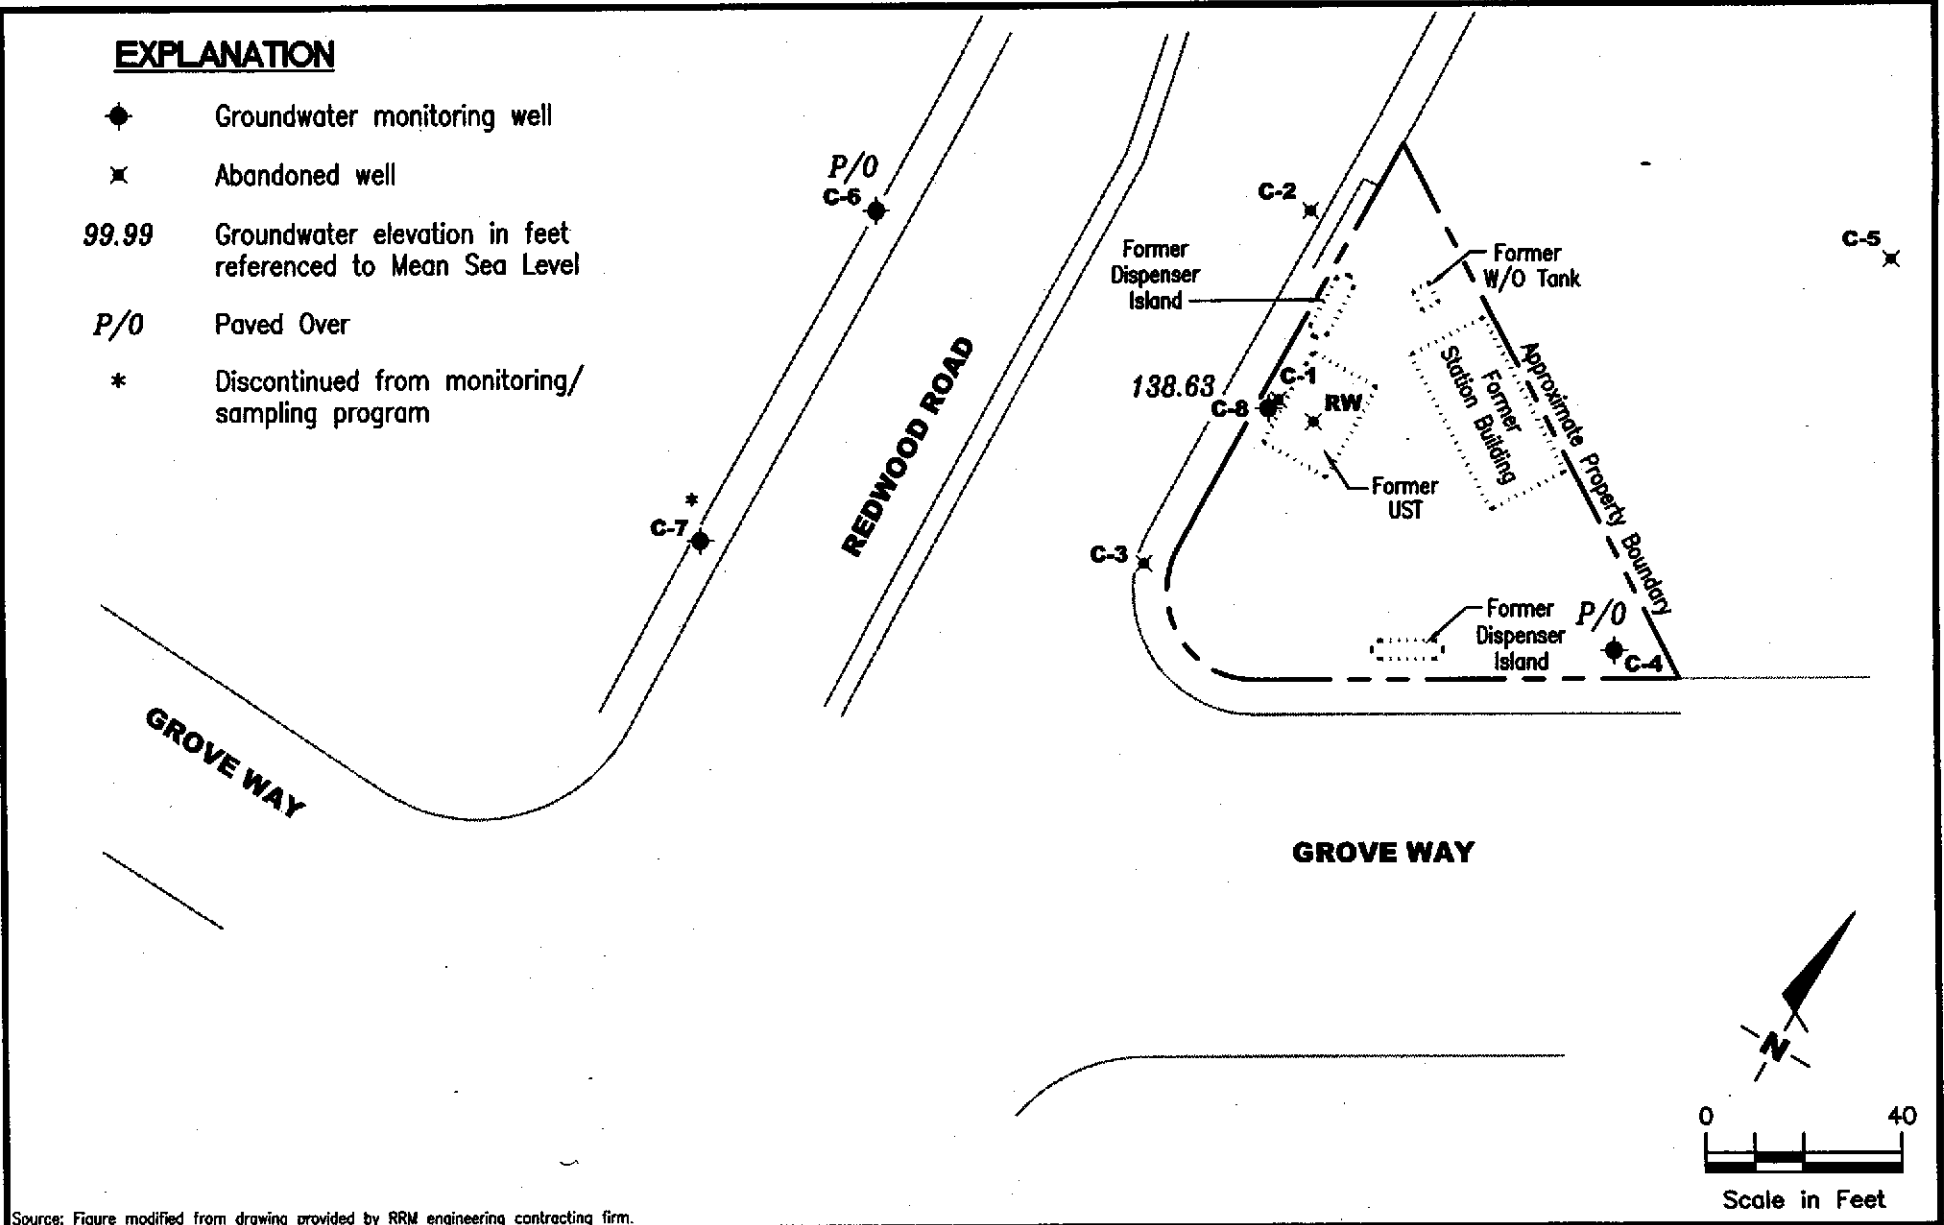 EXPLANATION
Groundwater monitoring well
Abandoned well
99.99 Groundwater elevation in feet
referenced to Mean Sea Level
P/O Paved Over
* Discontinued from monitoring/
sampling program
P/O
C-6
*
C-7
REDWOOD ROAD
GROVE WAY
C-2
Former
Dispenser
Island
Former
W/O Tank
C-5
138.63
C-1
C-8
RW
Former
UST
Former
Station Building
Approximate Property Boundary
C-3
Former
Dispenser
Island
P/O
C-4
GROVE WAY
N
0 40
Scale in Feet
Source: Figure modified from drawing provided by RRM engineering contracting firm.